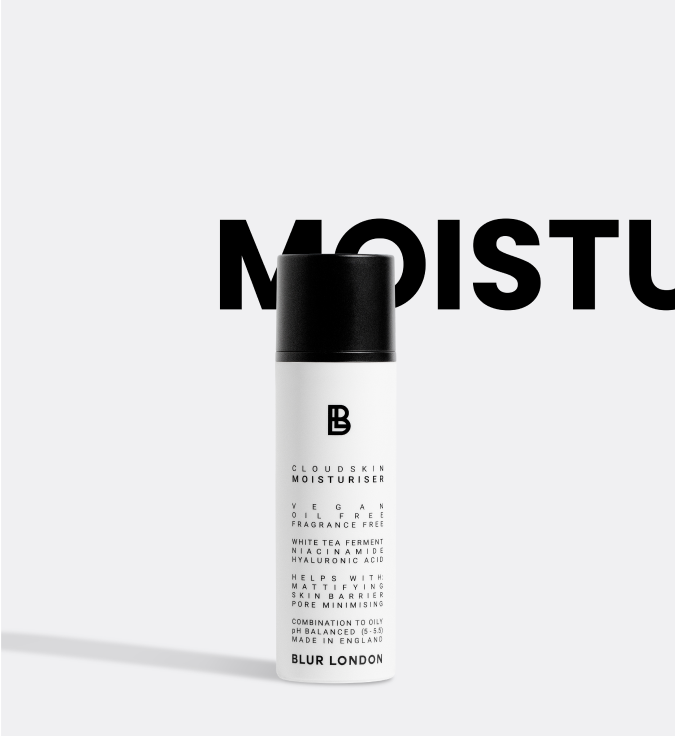 MOISTU
B
CLOUDSKIN
MOISTURISER
VEGAN
OIL FREE
FRAGRANCE FREE
WHITE TEA FERMENT
NIACINAMIDE
HYALURONIC ACID
HELPS WITH:
MATTIFYING
SKIN BARRIER
PORE MINIMISING
COMBINATION TO OILY
pH BALANCED (5-5.5)
MADE IN ENGLAND
BLUR LONDON